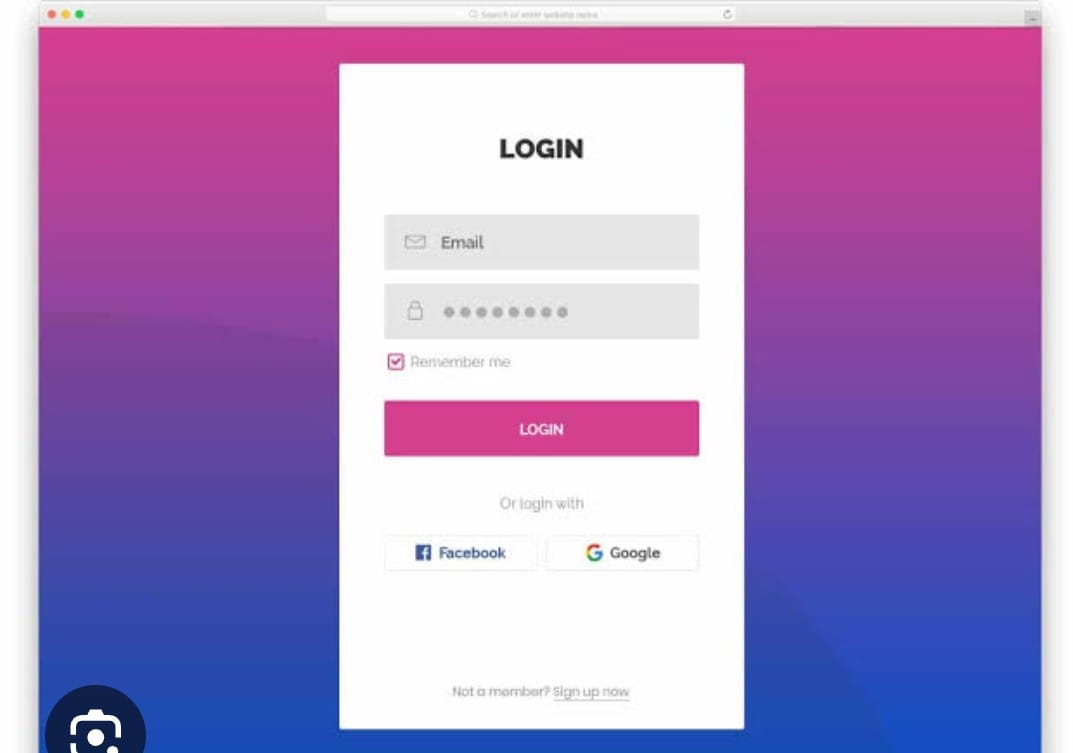 Search or enter website name
LOGIN
Email
Remember me
LOGIN
Or login with
Facebook
Google
Not a member? Sign up now